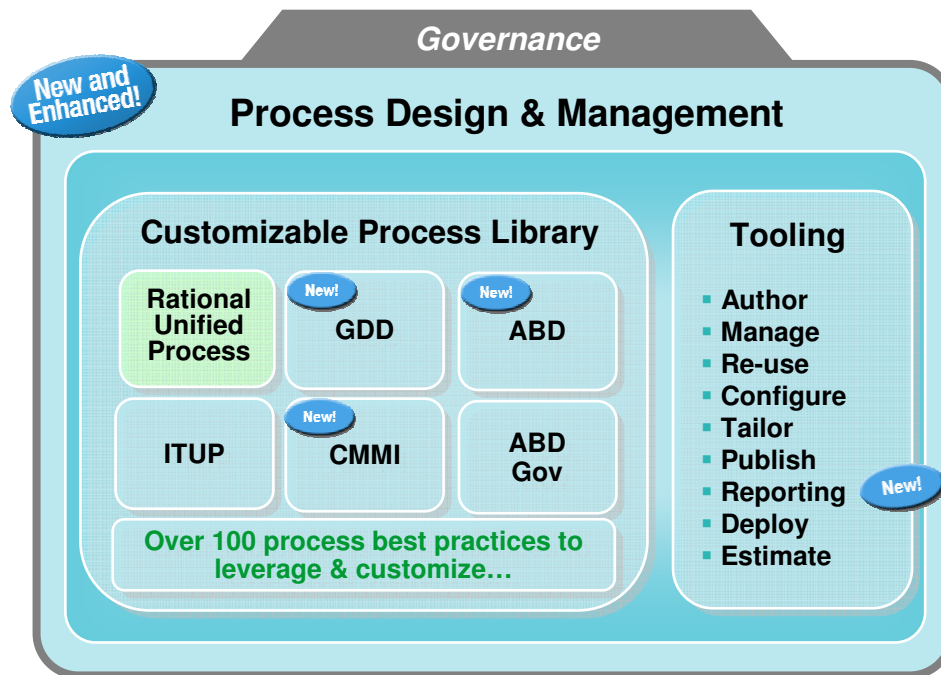 Governance
New and
Enhanced!
Process Design & Management
Customizable Process Library
Rational
Unified
Process
New!
GDD
New!
ABD
ITUP
New!
CMMI
ABD
Gov
Over 100 process best practices to
leverage & customize…
Tooling
▪ Author
▪ Manage
▪ Re-use
▪ Configure
▪ Tailor
▪ Publish
▪ Reporting
New!
▪ Deploy
▪ Estimate